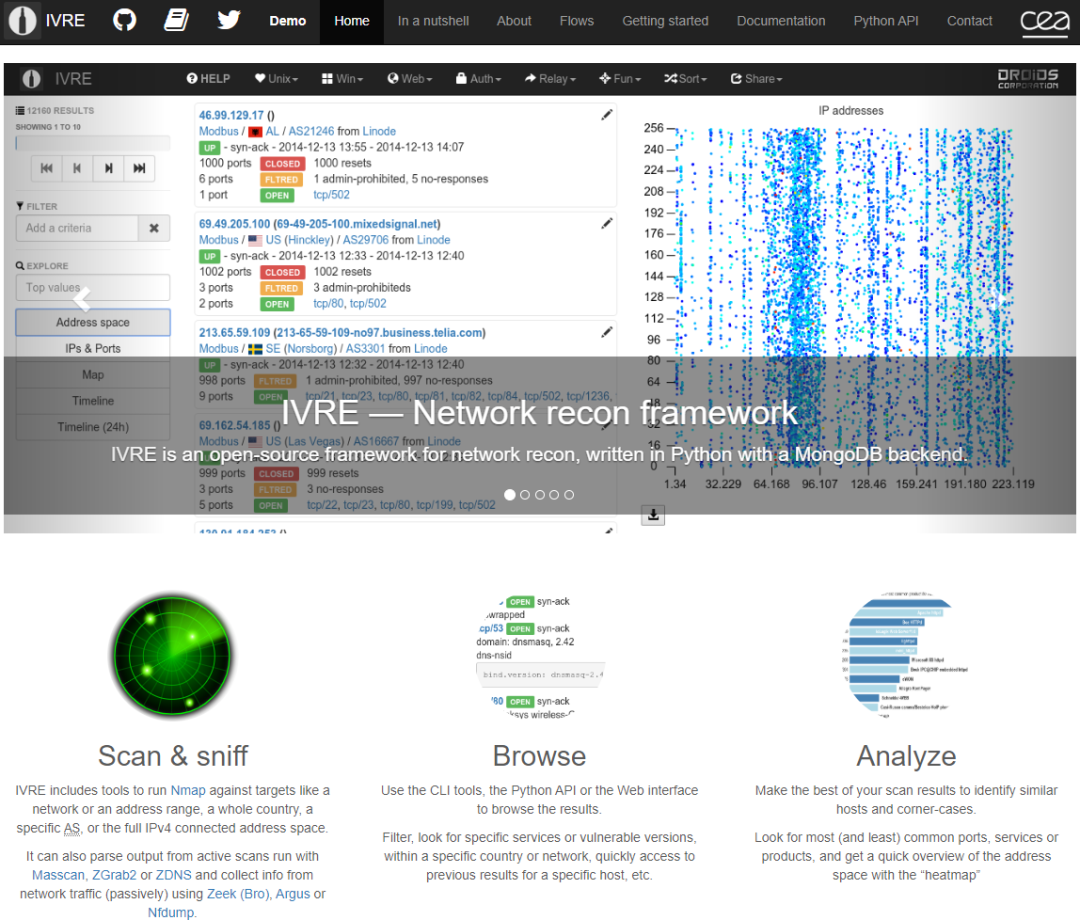 IVRE Demo Home In a nutshell About Flows Getting started Documentation Python API Contact cea
IVRE HELP Unix Win Web Auth Relay Fun Sort Share DROIDS CORPORATION
12160 RESULTS
SHOWING 1 TO 10
FILTER
Add a criteria
EXPLORE
Top values
Address space
IPs & Ports
Map
Timeline
Timeline (24h)
46.99.129.17 ()
Modbus / AL / AS21246 from Linode
UP - syn-ack - 2014-12-13 13:55 - 2014-12-13 14:07
1000 ports CLOSED 1000 resets
6 ports FLTRED 1 admin-prohibited, 5 no-responses
1 port OPEN tcp/502
69.49.205.100 (69-49-205-100.mixedsignal.net)
Modbus / US (Hinckley) / AS29706 from Linode
UP - syn-ack - 2014-12-13 12:33 - 2014-12-13 12:40
1002 ports CLOSED 1002 resets
3 ports FLTRED 3 admin-prohibiteds
2 ports OPEN tcp/80, tcp/502
213.65.59.109 (213-65-59-109-no97.business.telia.com)
Modbus / SE (Norsborg) / AS3301 from Linode
UP - syn-ack - 2014-12-13 12:32 - 2014-12-13 12:40
998 ports FLTRED 1 admin-prohibited, 997 no-responses
9 ports OPEN tcp/21, tcp/23, tcp/80, tcp/81, tcp/82, tcp/84, tcp/502, tcp/1236,
69.162.54.185 ()
Modbus / US (Las Vegas) / AS16667 from Linode
999 ports CLOSED 999 resets
3 ports FLTRED 3 no-responses
5 ports OPEN tcp/22, tcp/23, tcp/80, tcp/199, tcp/502
IP addresses
256
240
224
208
192
176
160
144
128
112
96
80
64
32
16
0
1.34 32.229 64.168 96.107 128.46 159.241 191.180 223.119
IVRE — Network recon framework
IVRE is an open-source framework for network recon, written in Python with a MongoDB backend.
OPEN syn-ack
wrapped
cp/53 OPEN syn-ack
domain: dnsmasq, 2.42
dns-nsid
bind.version: dnsmasq-2.4
/80 OPEN syn-ack
ksys wireless-G
Scan & sniff
IVRE includes tools to run Nmap against targets like a
network or an address range, a whole country, a
specific AS, or the full IPv4 connected address space.
It can also parse output from active scans run with
Masscan, ZGrab2 or ZDNS and collect info from
network traffic (passively) using Zeek (Bro), Argus or
Nfdump.
Browse
Use the CLI tools, the Python API or the Web interface
to browse the results.
Filter, look for specific services or vulnerable versions,
within a specific country or network, quickly access to
previous results for a specific host, etc.
Analyze
Make the best of your scan results to identify similar
hosts and corner-cases.
Look for most (and least) common ports, services or
products, and get a quick overview of the address
space with the “heatmap”